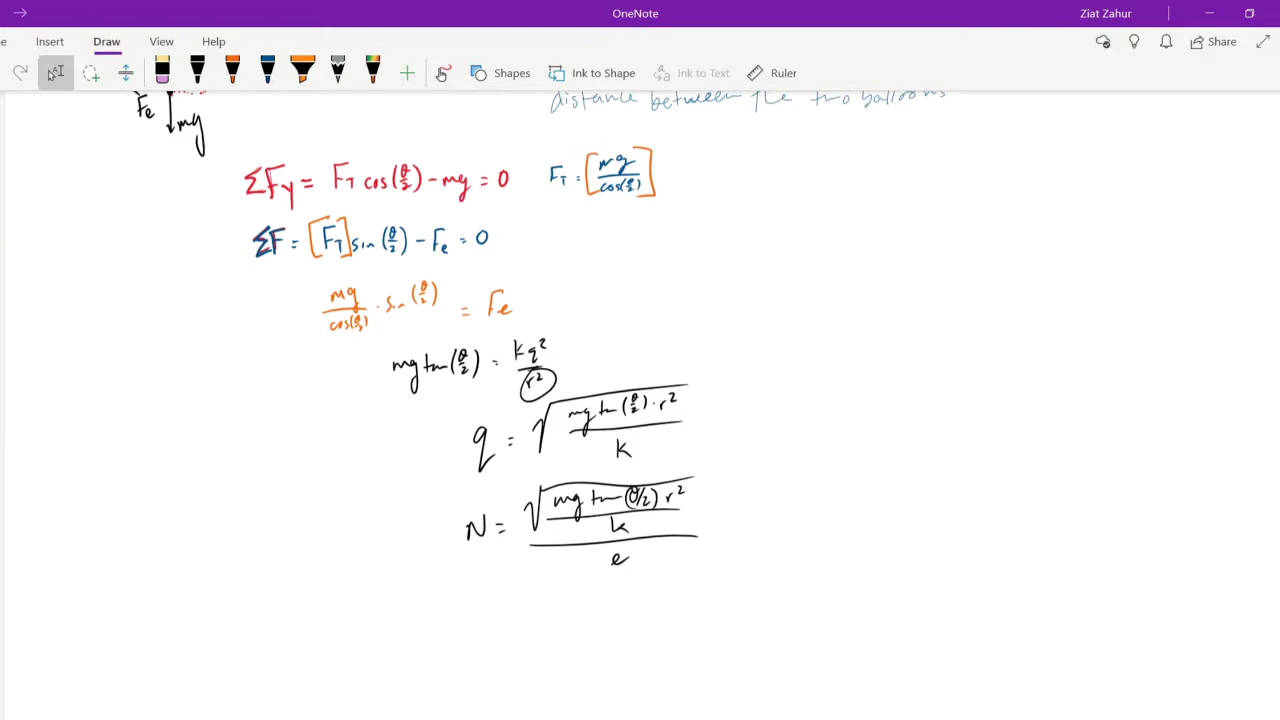 OneNote
Ziat Zahur
Insert Draw View Help Share
Shapes Ink to Shape Ink to Text Ruler
Fe
mg
distance between the two balloons
ΣFy = FT cos(θ/2) - mg = 0
FT = [mg/cos(θ/2)]
ΣF = [FT] sin(θ/2) - Fe = 0
mg/cos(θ/2) · sin(θ/2) = Fe
mg tan(θ/2) = kq²/r²
q = √(mg tan(θ/2) · r²/k)
N = √(mg tan(θ/2) r²/k)/e